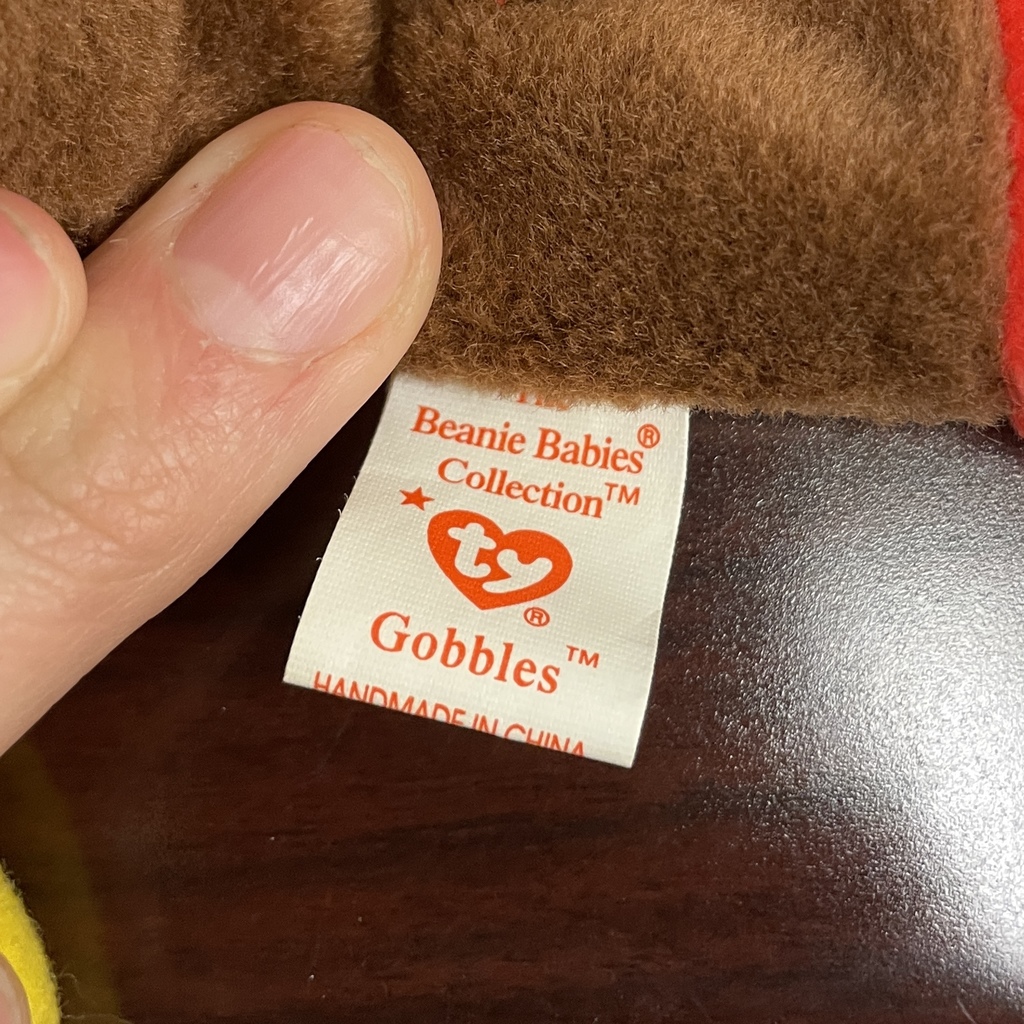 Beanie Babies®
Collection™
ty®
Gobbles™
HANDMADE IN CHINA